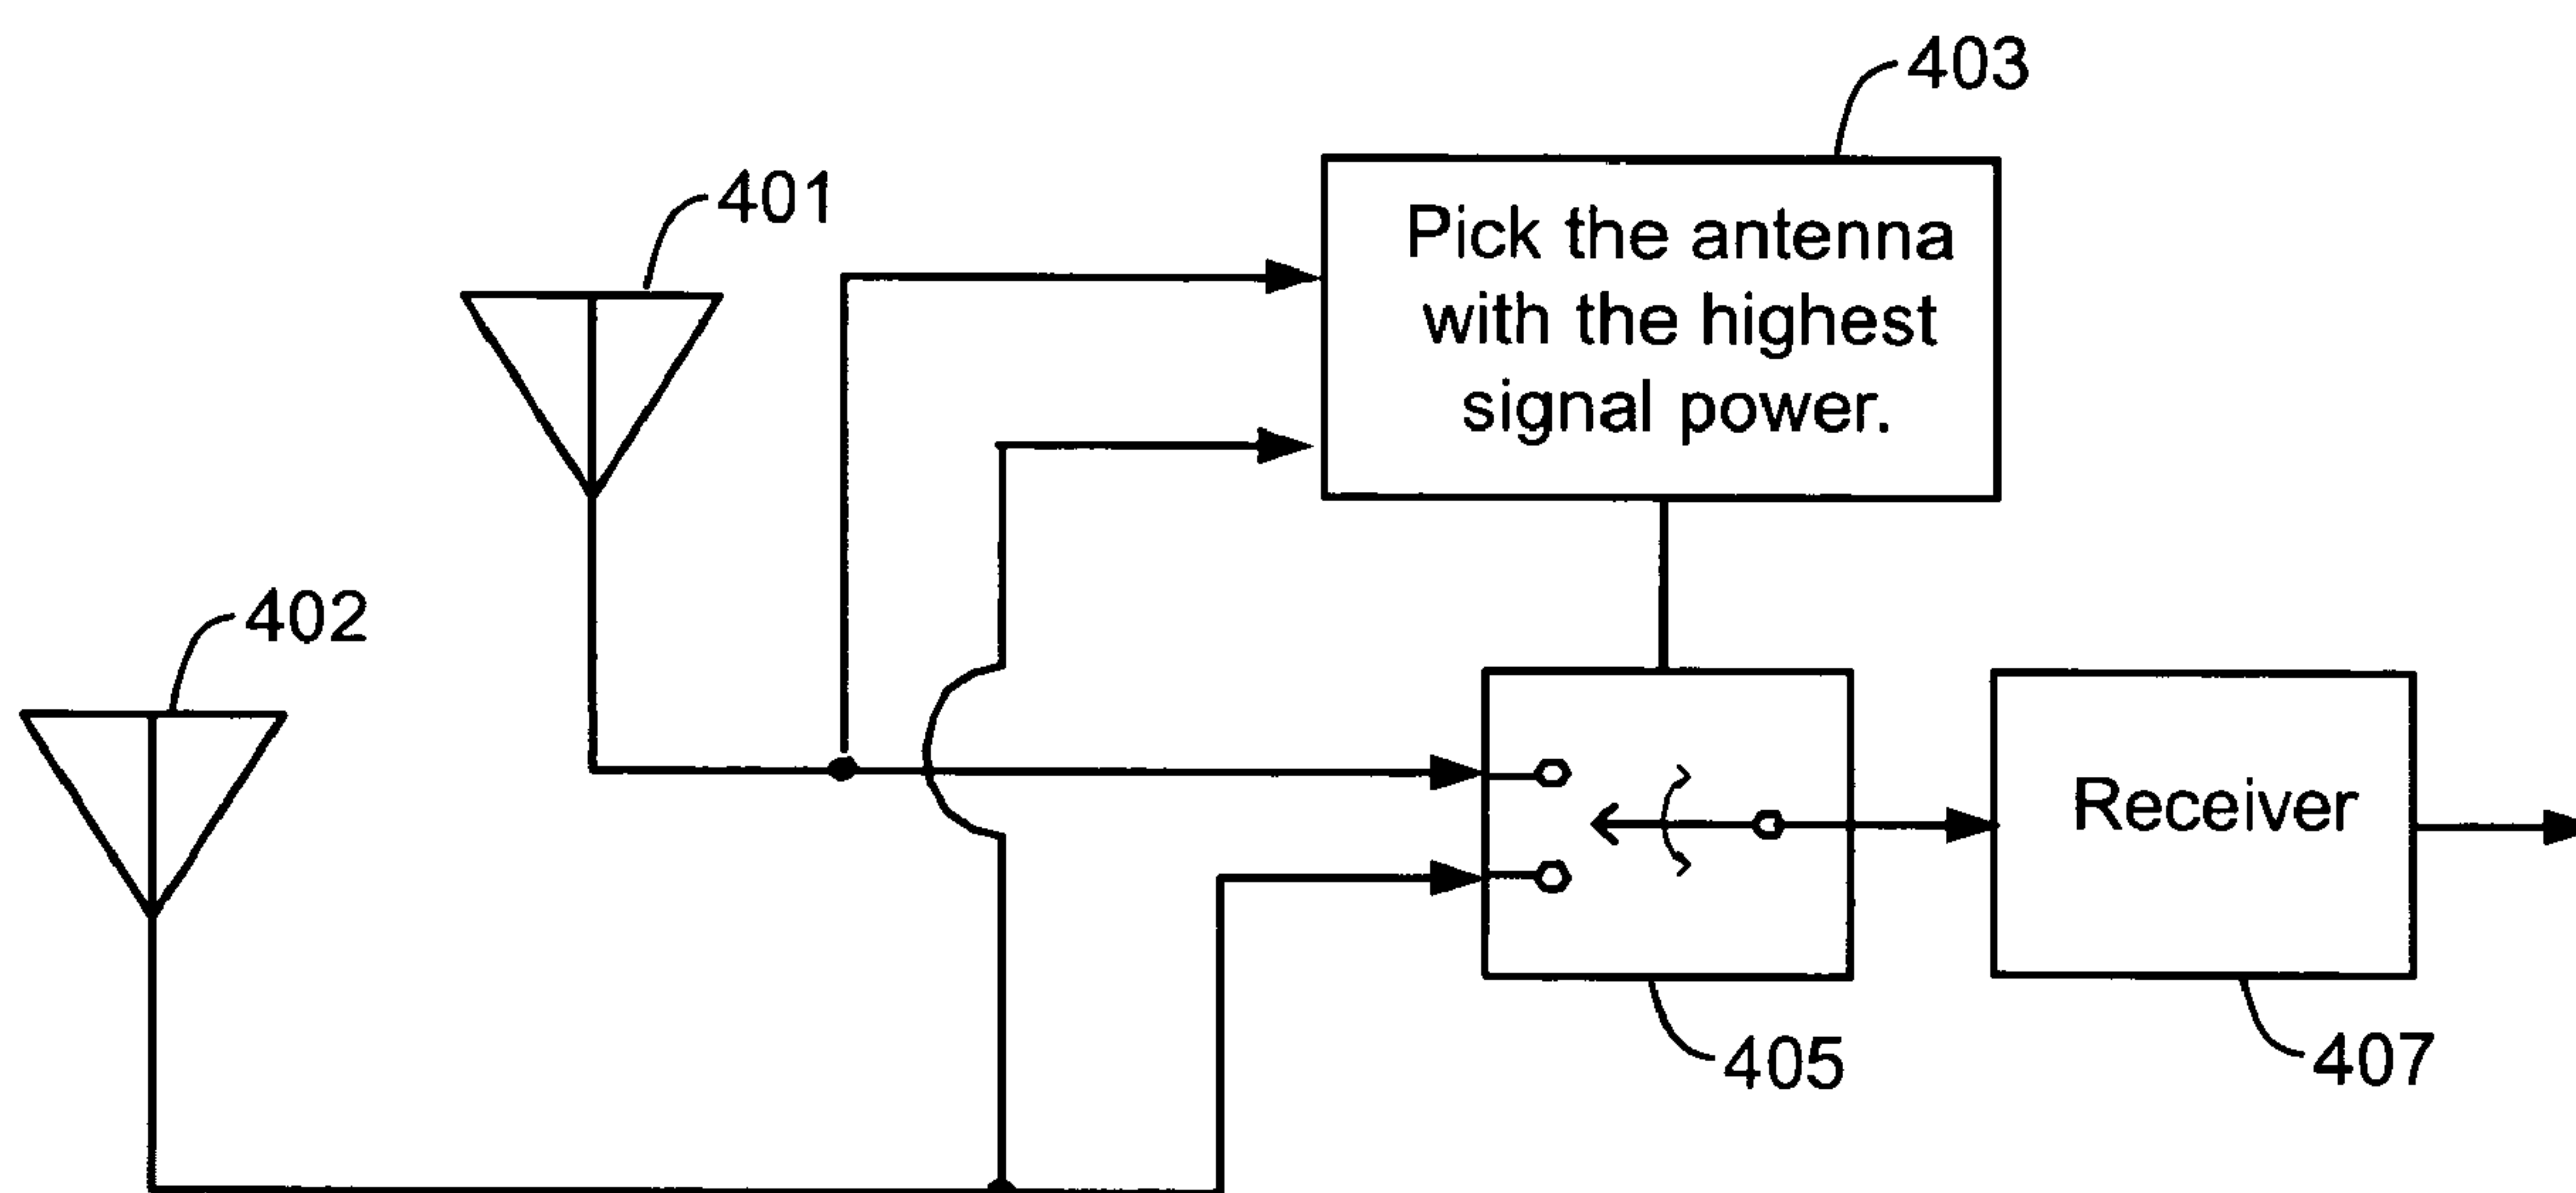 403
401
Pick the antenna
with the highest
signal power.
402
Receiver
405
407